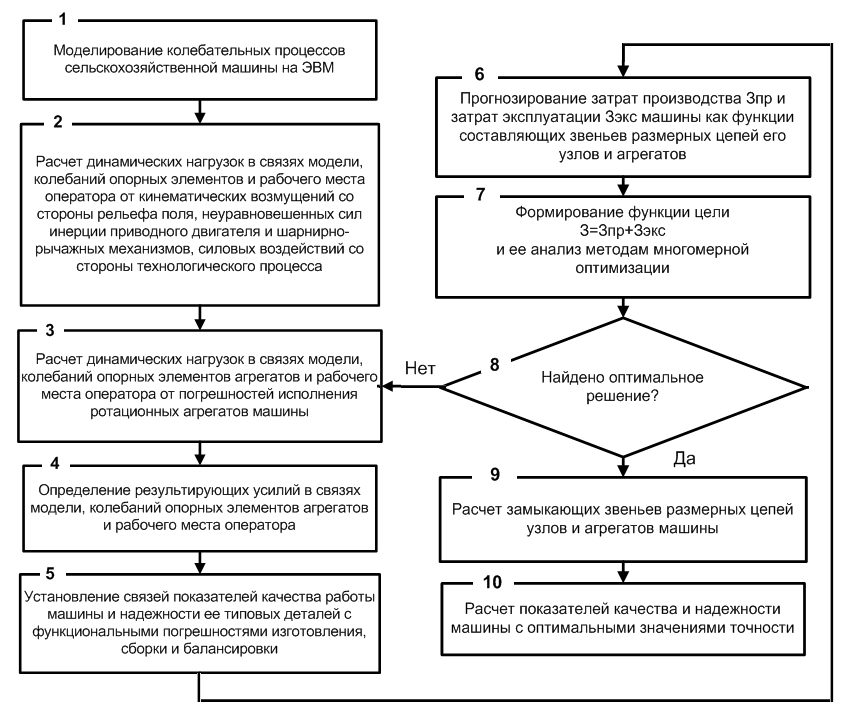 1
Моделирование колебательных процессов
сельскохозяйственной машины на ЭВМ
2
Расчет динамических нагрузок в связях модели,
колебаний опорных элементов и рабочего места
оператора от кинематических возмущений со
стороны рельефа поля, неуравновешенных сил
инерции приводного двигателя и шарнирно-
рычажных механизмов, силовых воздействий со
стороны технологического процесса
3
Расчет динамических нагрузок в связях модели,
колебаний опорных элементов агрегатов и рабочего
места оператора от погрешностей исполнения
ротационных агрегатов машины
4
Определение результирующих усилий в связях
модели, колебаний опорных элементов агрегатов
и рабочего места оператора
5
Установление связей показателей качества работы
машины и надежности ее типовых деталей с
функциональными погрешностями изготовления,
сборки и балансировки
6
Прогнозирование затрат производства Зпр и
затрат эксплуатации Зэкс машины как функции
составляющих звеньев размерных цепей его
узлов и агрегатов
7
Формирование функции цели
З=Зпр+Зэкс
и ее анализ методам многомерной
оптимизации
8
Найдено оптимальное
решение?
Нет
Да
9
Расчет замыкающих звеньев размерных цепей
узлов и агрегатов машины
10
Расчет показателей качества и надежности
машины с оптимальными значениями точности